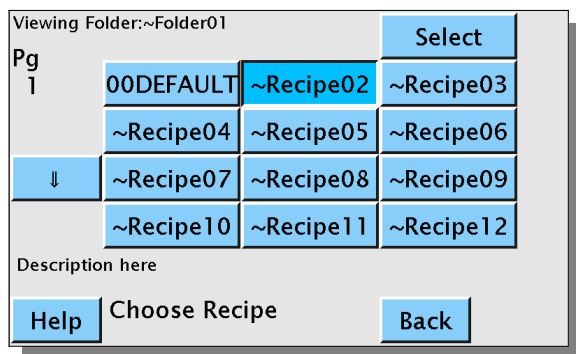 Viewing Folder:~Folder01
Select
Pg
1
00DEFAULT ~Recipe02 ~Recipe03
~Recipe04 ~Recipe05 ~Recipe06
⇓ ~Recipe07 ~Recipe08 ~Recipe09
~Recipe10 ~Recipe11 ~Recipe12
Description here
Help Choose Recipe Back